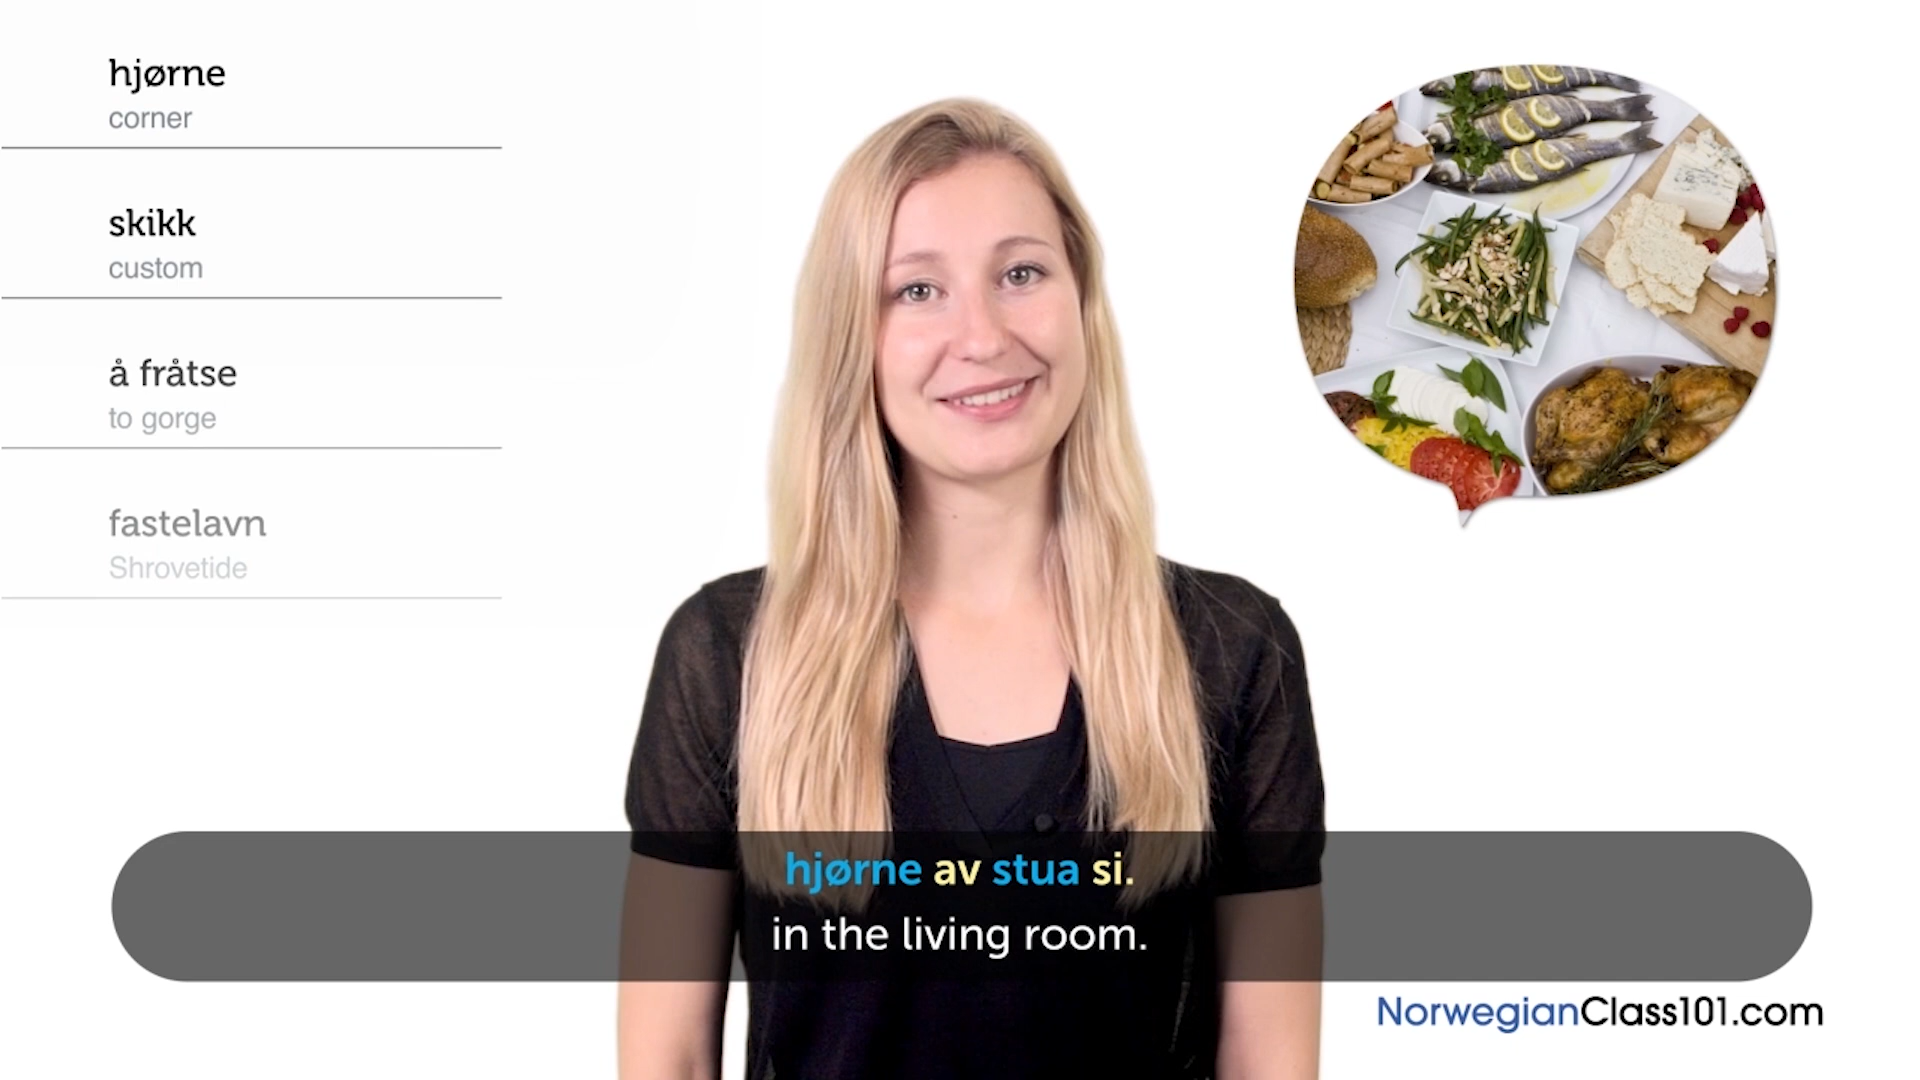 hjørne
corner
skikk
custom
å fråtse
to gorge
fastelavn
Shrovetide
hjørne av stua si.
in the living room.
NorwegianClass101.com